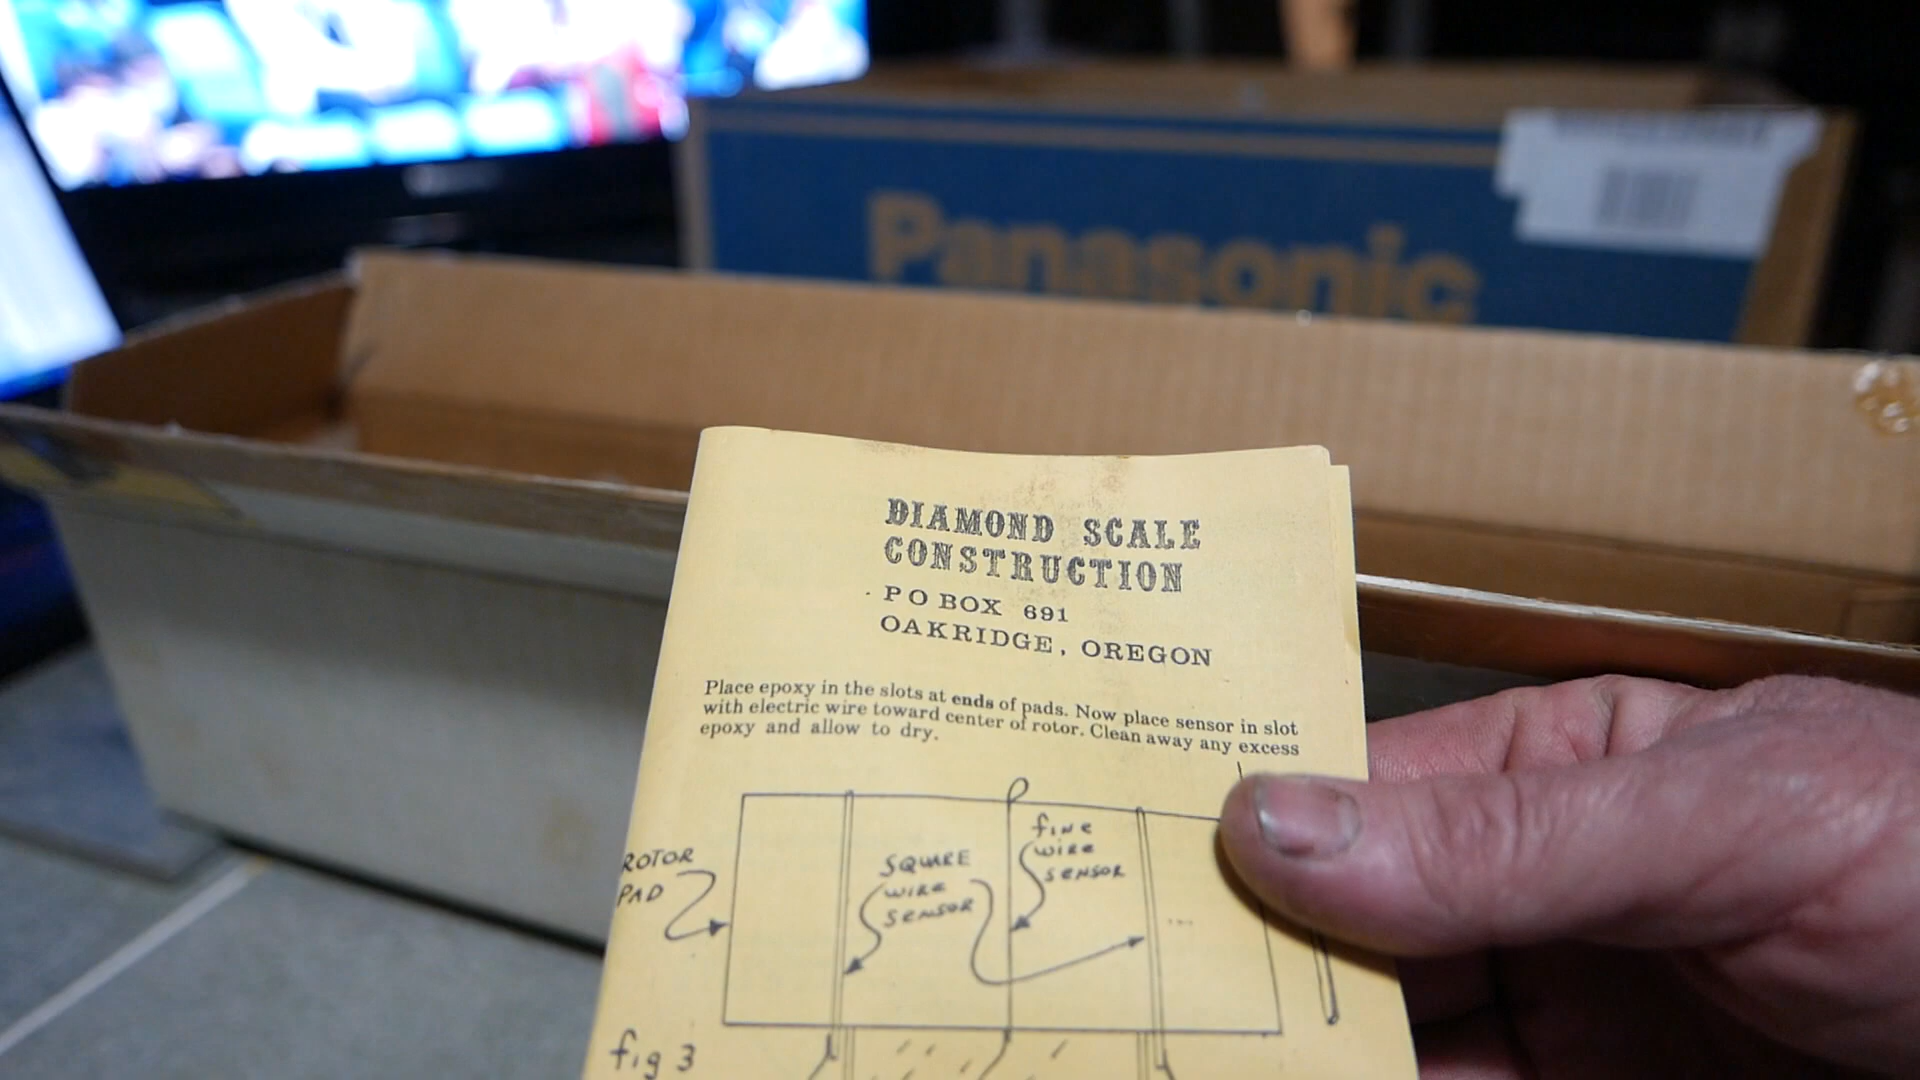 Panasonic
DIAMOND SCALE
CONSTRUCTION
PO BOX 691
OAKRIDGE, OREGON
Place epoxy in the slots at ends of pads. Now place sensor in slot
with electric wire toward center of rotor. Clean away any excess
epoxy and allow to dry.
ROTOR
PAD
SQUARE
WIRE
SENSOR
fine
wire
SENSOR
fig 3